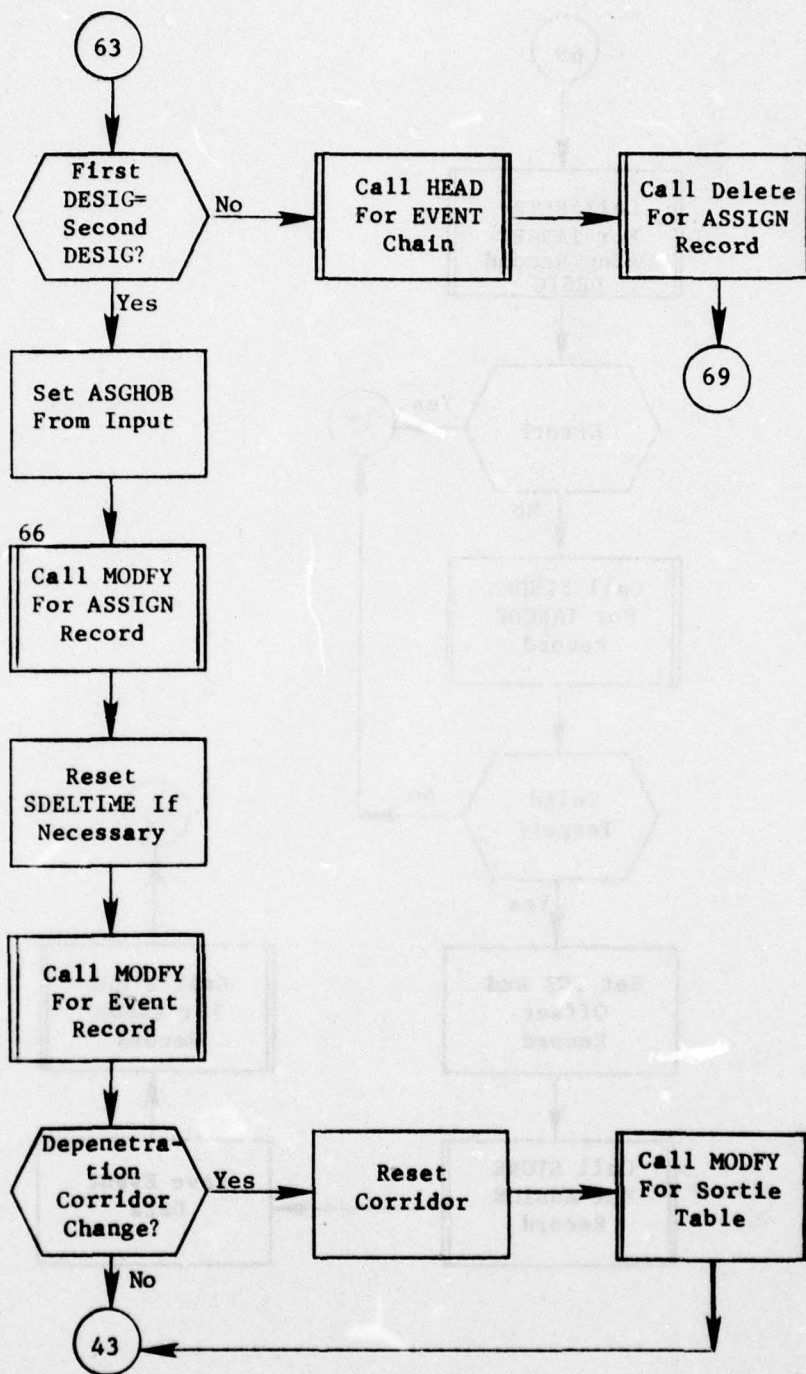 63
First
DESIG=
Second
DESIG?
No
Call HEAD
For EVENT
Chain
Call Delete
For ASSIGN
Record
69
Yes
Set ASGHOB
From Input
66
Call MODFY
For ASSIGN
Record
Reset
SDELTIME If
Necessary
Call MODFY
For Event
Record
Depenetra-
tion
Corridor
Change?
Yes
Reset
Corridor
Call MODFY
For Sortie
Table
No
43